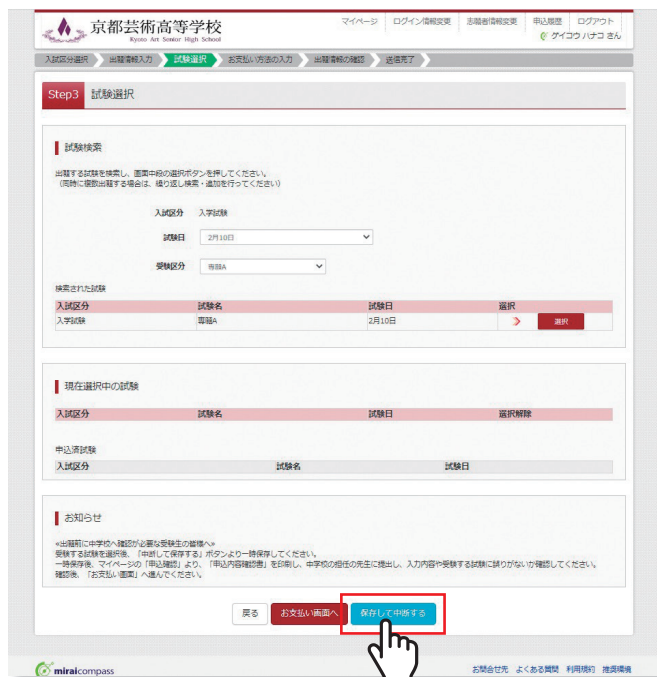 京都芸術高等学校
Kyoto Art Senior High School
マイページ ログイン情報変更 志願者情報変更 申込履歴 ログアウト
ケイコウ ハナコ さん
入試区分選択 出願情報入力 試験選択 お支払い方法の入力 出願情報の確認 送信完了
Step3 試験選択
試験検索
出願する試験を検索し、画面中段の選択ボタンを押してください。
(同時に複数出願する場合は、繰り返し検索・追加を行ってください)
入試区分 入学試験
試験日 2月10日
受験区分 専願A
検索された試験
入試区分 試験名 試験日 選択
入学試験 専願A 2月10日 選択
現在選択中の試験
入試区分 試験名 試験日 選択解除
申込済試験
入試区分 試験名 試験日
お知らせ
<出願前に中学校へ確認が必要な受験生の皆様へ>
受験する試験を選択後、「中断して保存する」ボタンより一時保存してください。
一時保存後、マイページの「申込確認」より、「申込内容確認書」を印刷し、中学校の担任の先生に提出し、入力内容や受験する試験に誤りがないか確認してください。
確認後、「お支払い画面」へ進んでください。
戻る お支払い画面へ 保存して中断する
miraicompass お問合せ先 よくある質問 利用規約 推奨環境